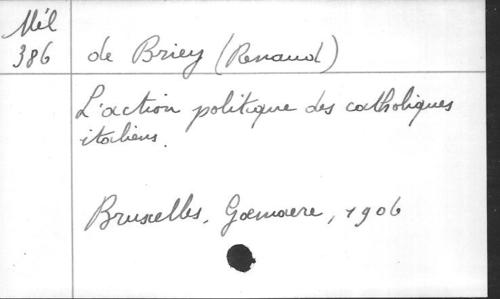 Mél
386
de Briey (Renaud)
L'action politique des catholiques
italiens.
Bruxelles, Goemaere, 1906